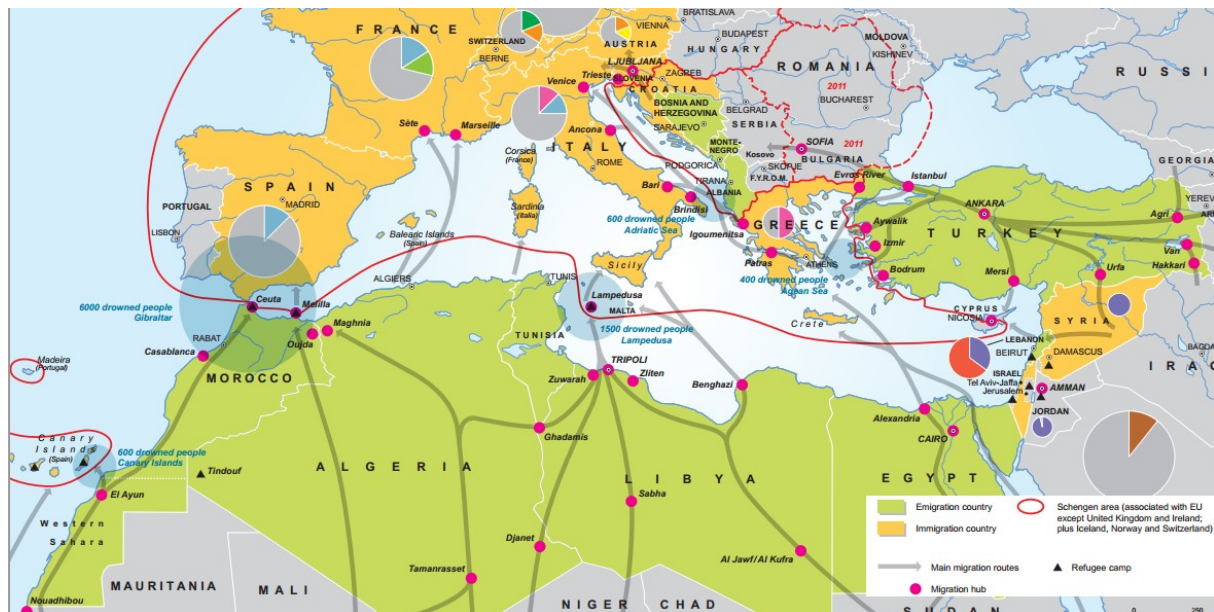 BRATISLAVA
VIENNA
BUDAPEST
MOLDOVA
KISHINEV
FRANCE
SWITZERLAND
BERNE
AUSTRIA
HUNGARY
LJUBLJANA
SLOVENIA
ZAGREB
CROATIA
ROMANIA
2011
BUCHAREST
RUSSI
Venice
Trieste
BOSNIA AND
HERZEGOVINA
SARAJEVO
BELGRAD
SERBIA
Sète
Marseille
Ancona
ITALY
ROME
Corsica
(France)
MONTE-
NEGRO
PODGORICA
Kosovo
SKOPJE
F.Y.R.O.M.
SOFIA
2011
BULGARIA
TIRANA
ALBANIA
Evros River
Istanbul
GEORGIA
YEREV
AR
SPAIN
MADRID
PORTUGAL
LISBON
Sardinia
(Italia)
Balearic Islands
(Spain)
Bari
Brindisi
600 drowned people
Adriatic Sea
Igoumenitsa
GREECE
ATHENS
Patras
400 drowned people
Agean Sea
Aywalik
Izmir
Bodrum
ANKARA
TURKEY
Agri
Van
Hakkari
Mersi
Urfa
6000 drowned people
Gibraltar
Ceuta
Melilla
ALGIERS
TUNIS
Sicily
Lampedusa
MALTA
1500 drowned people
Lampedusa
Crete
CYPRUS
NICOSIA
SYRIA
LEBANON
BEIRUT
DAMASCUS
BAGDA
IRAQ
Madeira
(Portugal)
RABAT
Casablanca
Oujda
Maghnia
MOROCCO
TUNISIA
TRIPOLI
Zuwarah
Zliten
Benghazi
ISRAEL
Tel Aviv-Jaffa
Jerusalem
AMMAN
JORDAN
Alexandria
CAIRO
Canary
Islands
(Spain)
600 drowned people
Canary Islands
Tindouf
El Ayun
Western
Sahara
Ghadamis
ALGERIA
LIBYA
EGYPT
Sabha
Djanet
Tamanrasset
Al Jawf/Al Kufra
MAURITANIA
MALI
Nouadhibou
NIGER
CHAD
SUDAN
Emigration country
Immigration country
Schengen area (associated with EU
except United Kingdom and Ireland;
plus Iceland, Norway and Switzerland)
Main migration routes
Refugee camp
Migration hub
0
250